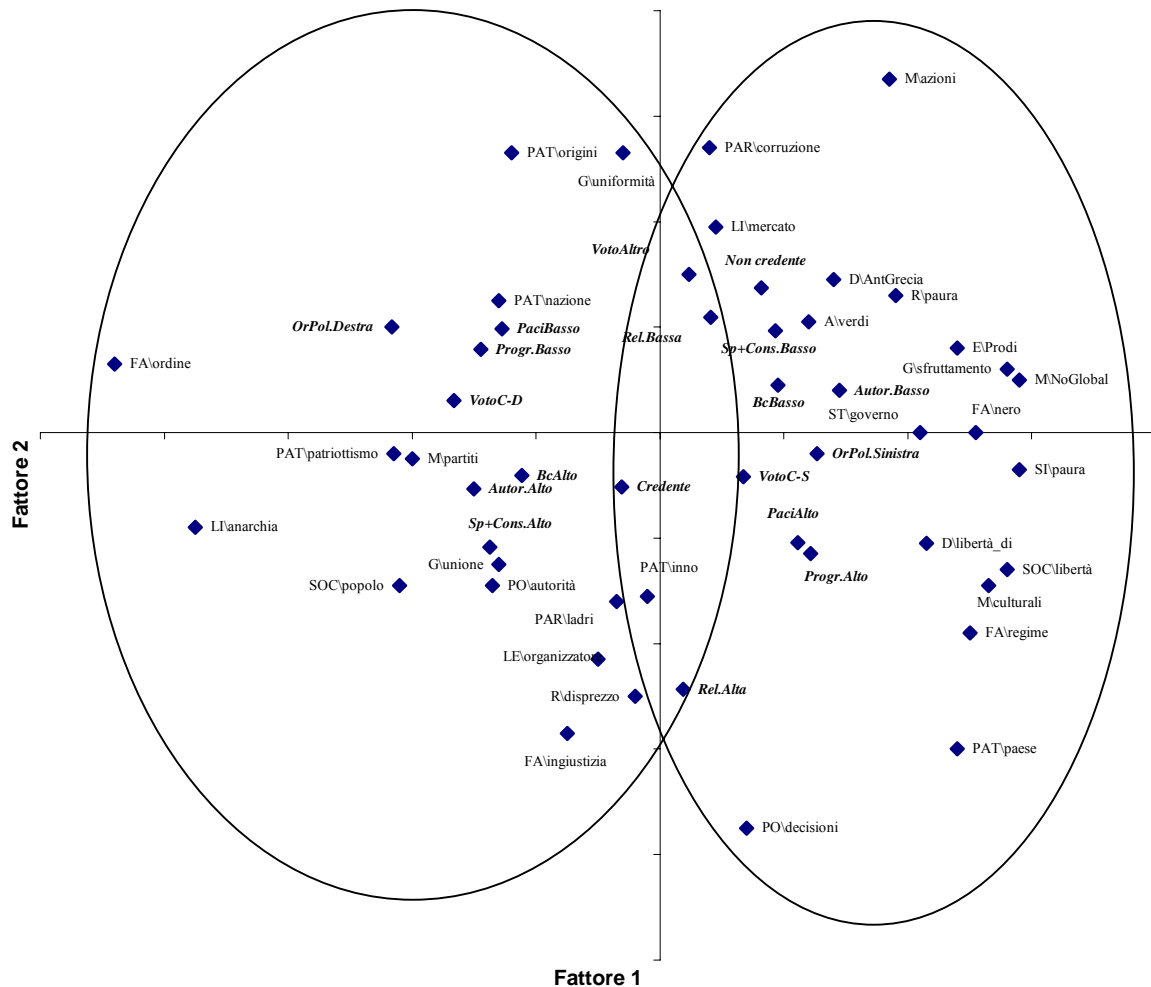 M\azioni
PAT\origini
PAR\corruzione
G\uniformità
LI\mercato
VotoAltro
Non credente
D\AntGrecia
R\paura
PAT\nazione
OrPol.Destra
PaciBasso
A\verdi
Rel.Bassa
Sp+Cons.Basso
Progr.Basso
E\Prodi
FA\ordine
G\sfruttamento
M\NoGlobal
BcBasso
Autor.Basso
VotoC-D
ST\governo
FA\nero
PAT\patriottismo
M\partiti
OrPol.Sinistra
SI\paura
BcAlto
VotoC-S
Autor.Alto
Credente
Fattore 2
PaciAlto
LI\anarchia
Sp+Cons.Alto
D\libertà_di
G\unione
PAT\inno
Progr.Alto
SOC\libertà
SOC\popolo
PO\autorità
M\culturali
PAR\ladri
FA\regime
LE\organizzatore
R\disprezzo
Rel.Alta
PAT\paese
FA\ingiustizia
PO\decisioni
Fattore 1